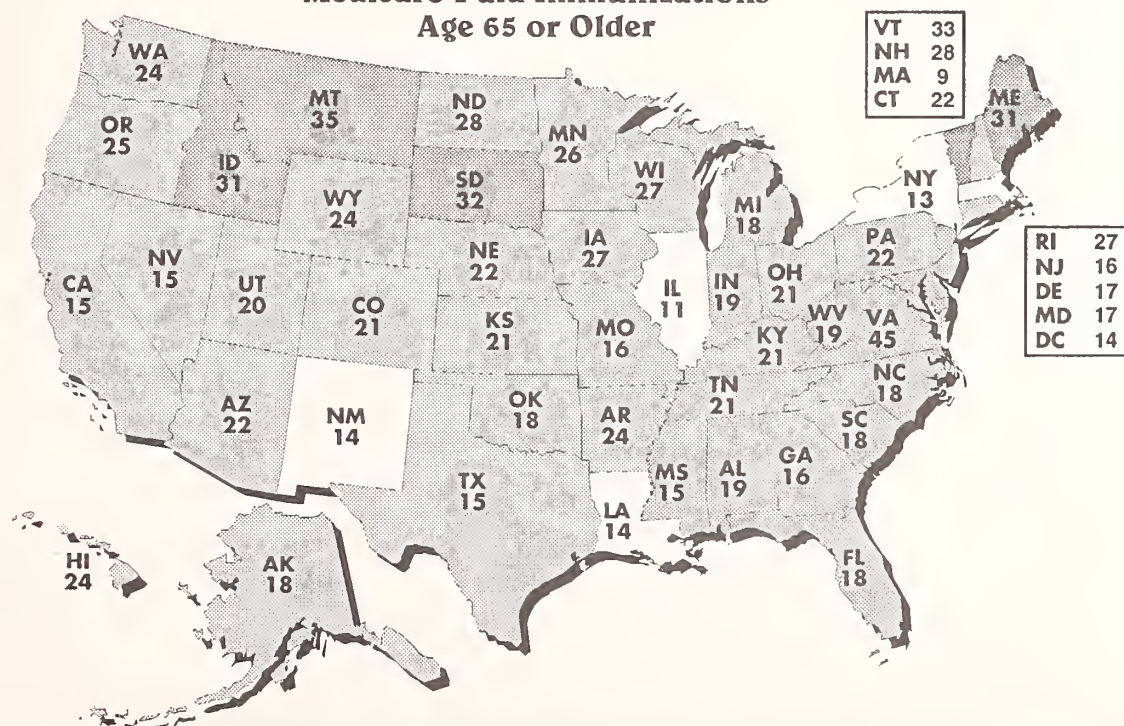 Age 65 or Older
VT 33
NH 28
MA 9
CT 22
WA
24
MT
35
ND
28
MN
26
ME
31
OR
25
ID
31
WY
24
SD
32
WI
27
MI
18
NY
13
NV
15
UT
20
CO
21
NE
22
IA
27
IL
11
IN
19
OH
21
PA
22
RI 27
NJ 16
DE 17
MD 17
DC 14
CA
15
KS
21
MO
16
KY
21
WV
19
VA
45
AZ
22
NM
14
OK
18
AR
24
TN
21
NC
18
SC
18
TX
15
LA
14
MS
15
AL
19
GA
16
FL
18
HI
24
AK
18